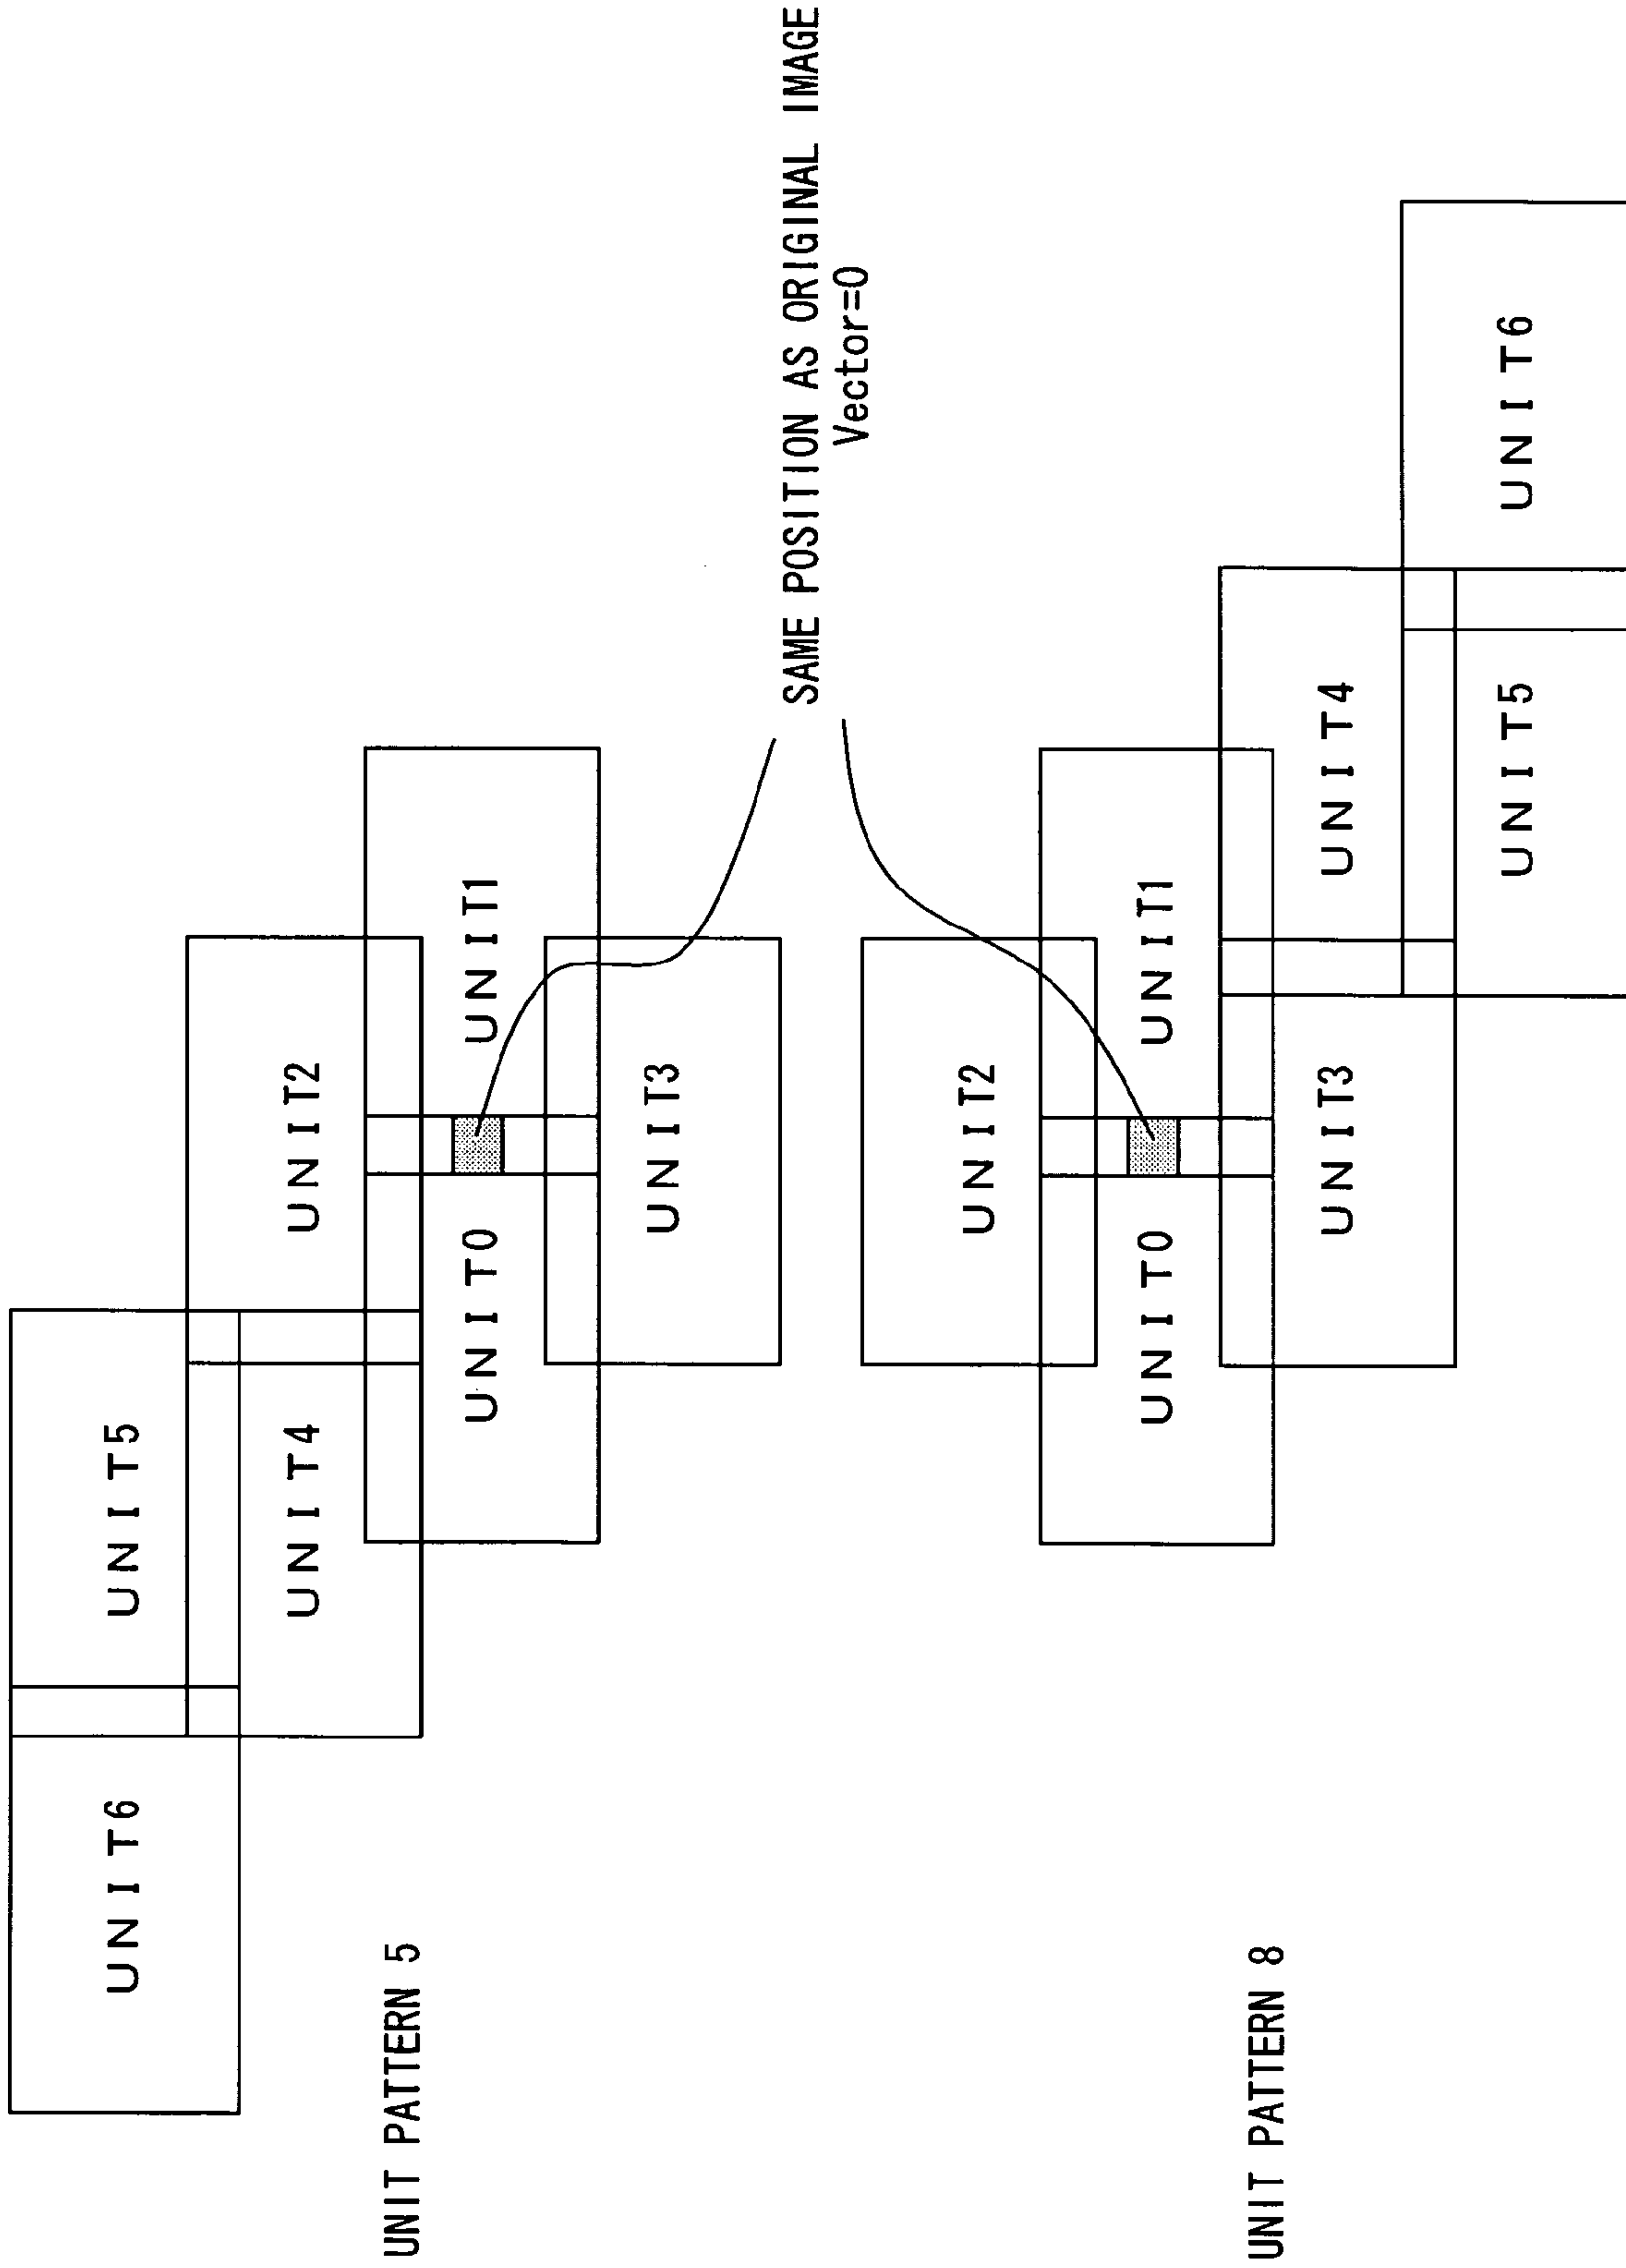 UNIT6
UNIT5
UNIT4
UNIT2
UNIT PATTERN 5
UNIT0
UNIT1
UNIT3
SAME POSITION AS ORIGINAL IMAGE
Vector=0
UNIT2
UNIT0
UNIT1
UNIT PATTERN 8
UNIT3
UNIT4
UNIT5
UNIT6